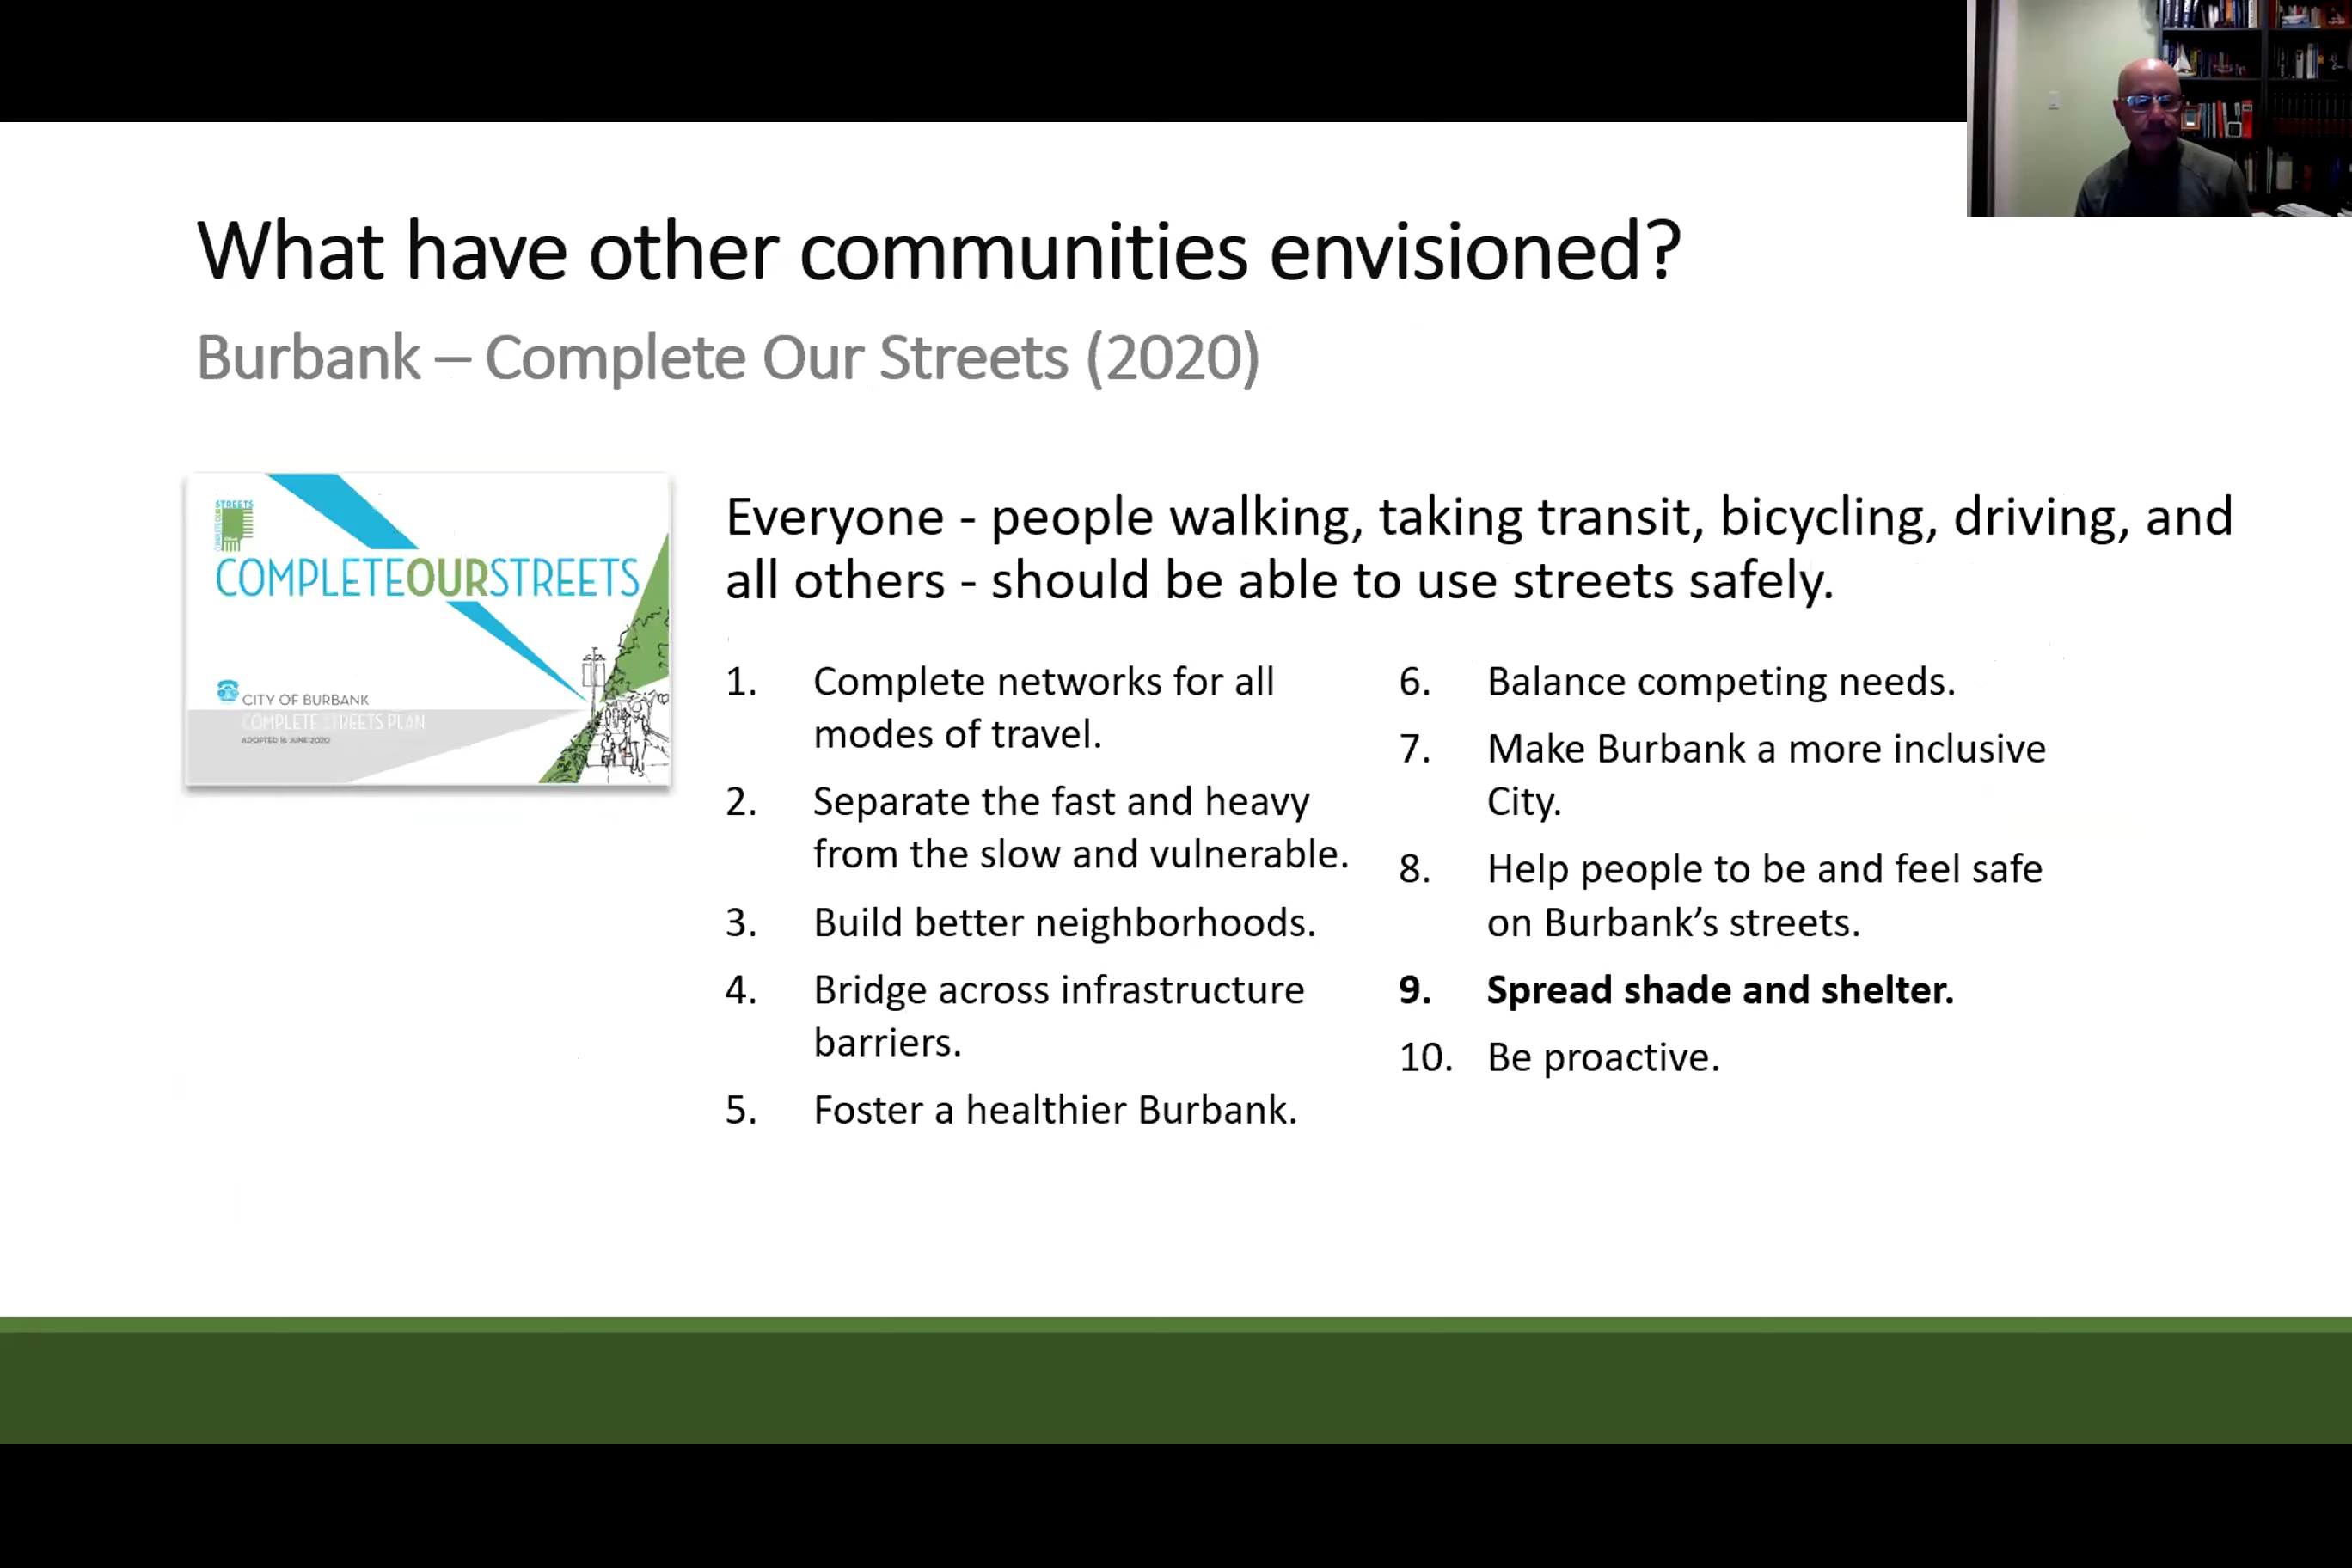 What have other communities envisioned?
Burbank – Complete Our Streets (2020)
STREETS
COMPLETEOURSTREETS
CITY OF BURBANK
COMPLETE STREETS PLAN
ADOPTED 16 JUNE 2020
Everyone - people walking, taking transit, bicycling, driving, and
all others - should be able to use streets safely.
1. Complete networks for all
modes of travel.
2. Separate the fast and heavy
from the slow and vulnerable.
3. Build better neighborhoods.
4. Bridge across infrastructure
barriers.
5. Foster a healthier Burbank.
6. Balance competing needs.
7. Make Burbank a more inclusive
City.
8. Help people to be and feel safe
on Burbank’s streets.
9. Spread shade and shelter.
10. Be proactive.